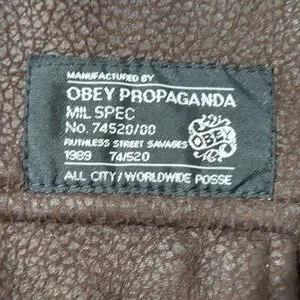 MANUFACTURED BY
OBEY PROPAGANDA
MIL SPEC
No. 74520/00
RUTHLESS STREET SAVAGES
1989 74/520
OBEY
ALL CITY/WORLDWIDE POSSE